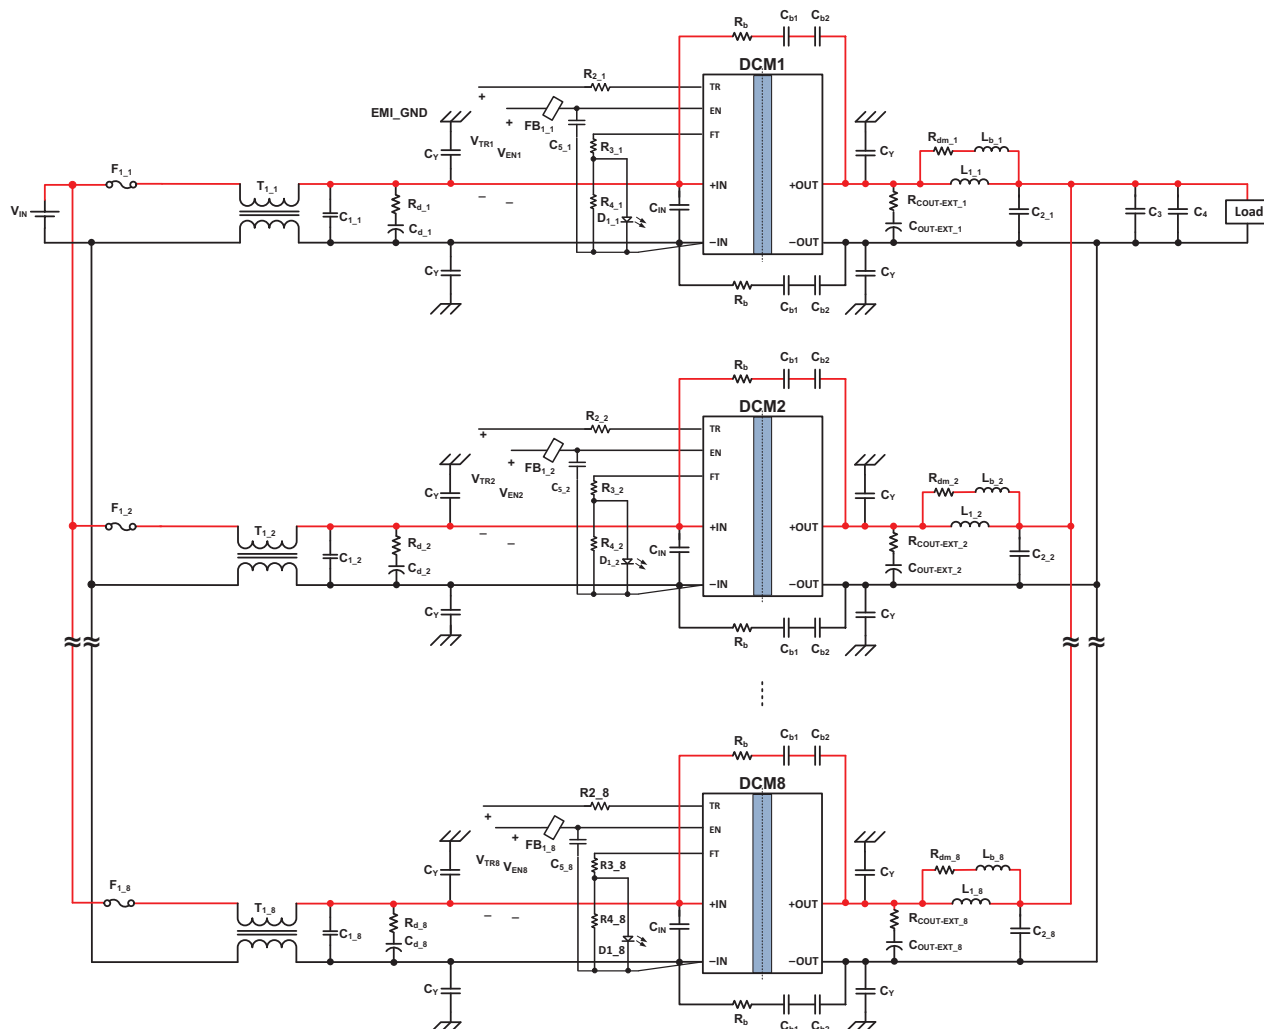 Rb Cb1 Cb2
DCM1
R2_1
TR
EMI_GND
+
FB1_1
EN
+
VTR1
VEN1
C5_1
FT
CY
R3_1
CY
Rdm_1 Lb_1
F1_1
T1_1
L1_1
+IN
+OUT
VIN
C1_1
Rd_1
Cd_1
– –
R4_1
D1_1
CIN
RCOUT-EXT_1
COUT-EXT_1
C2_1
C3
C4
Load
–IN
–OUT
CY
CY
Rb Cb1 Cb2
Rb Cb1 Cb2
DCM2
R2_2
TR
+
FB1_2
EN
+
VTR2
VEN2
C5_2
FT
CY
R3_2
CY
Rdm_2 Lb_2
F1_2
T1_2
L1_2
+IN
+OUT
C1_2
Rd_2
Cd_2
– –
R4_2
D1_2
CIN
RCOUT-EXT_2
COUT-EXT_2
C2_2
–IN
–OUT
CY
CY
Rb Cb1 Cb2
≈≈
≈ ≈
Rb Cb1 Cb2
DCM8
R2_8
TR
+
FB1_8
EN
+
VTR8
VEN8
C5_8
FT
CY
R3_8
CY
Rdm_8 Lb_8
F1_8
T1_8
L1_8
+IN
+OUT
C1_8
Rd_8
Cd_8
– –
R4_8
D1_8
CIN
RCOUT-EXT_8
COUT-EXT_8
C2_8
–IN
–OUT
CY
CY
Rb Cb1 Cb2